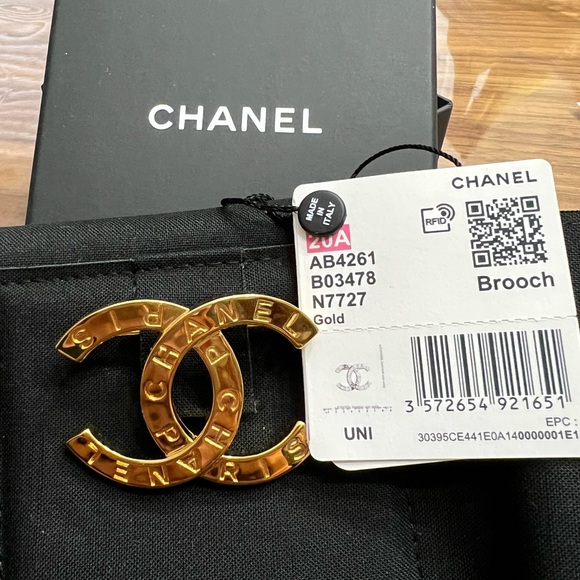 CHANEL
MADE
IN
ITALY
CHANEL
RFID
20A
AB4261
B03478
N7727
Gold
Brooch
UNI
3 572654 921651
EPC :
30395CE441E0A140000001E1
CHANEL
CHANEL
PARIS